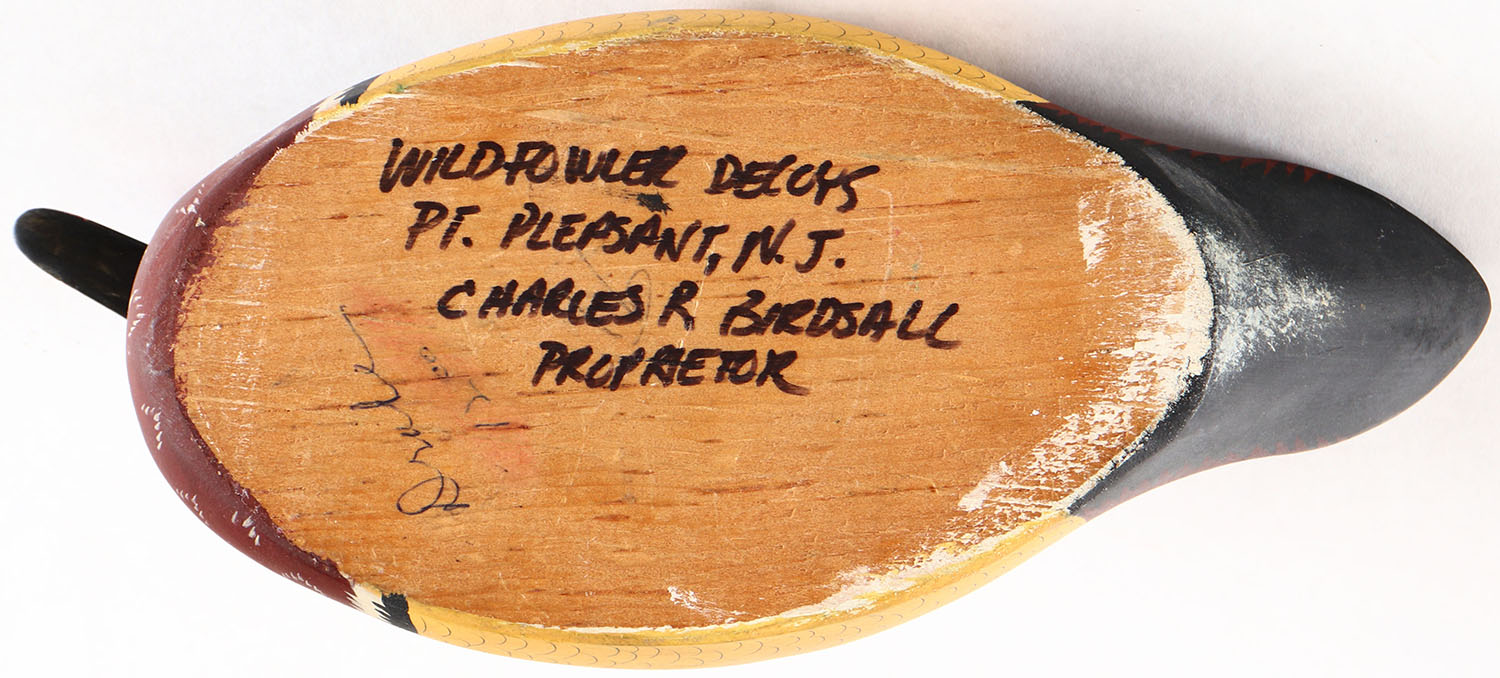 WILDFOWLER DECOYS
PT. PLEASANT, N.J.
CHARLES R BIRDSALL
PROPRIETOR